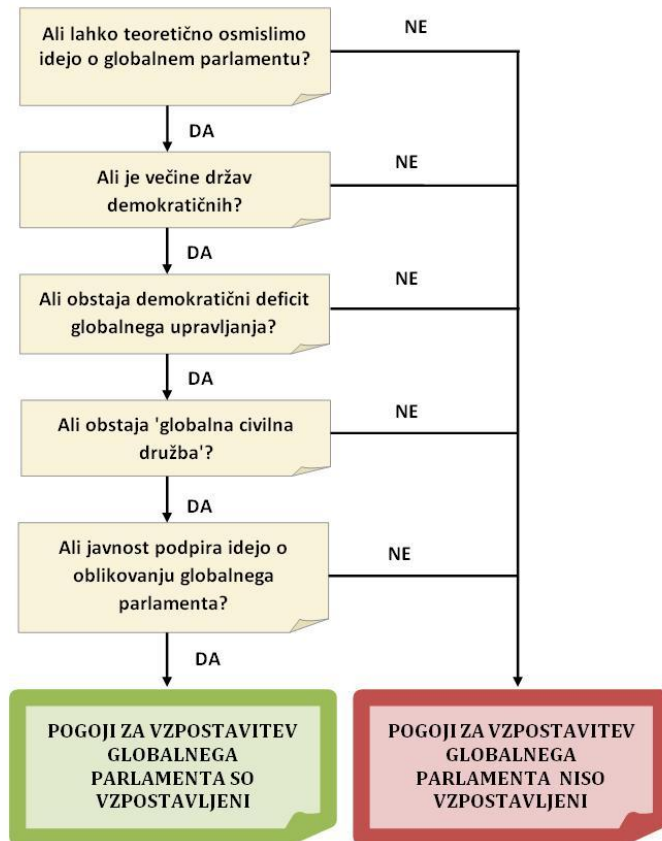 Ali lahko teoretično osmislimo
idejo o globalnem parlamentu?
NE
DA
Ali je večine držav
demokratičnih?
NE
DA
Ali obstaja demokratični deficit
globalnega upravljanja?
NE
DA
Ali obstaja 'globalna civilna
družba'?
NE
DA
Ali javnost podpira idejo o
oblikovanju globalnega
parlamenta?
NE
DA
POGOJI ZA VZPOSTAVITEV
GLOBALNEGA
PARLAMENTA SO
VZPOSTAVLJENI
POGOJI ZA VZPOSTAVITEV
GLOBALNEGA
PARLAMENTA NISO
VZPOSTAVLJENI